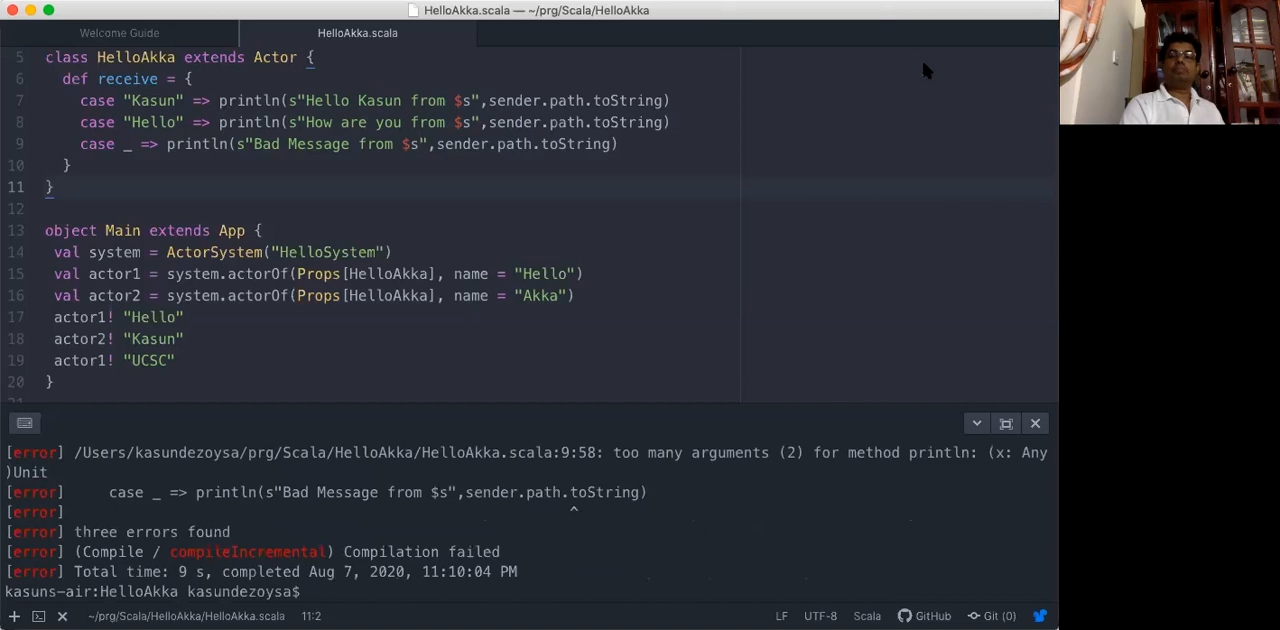 HelloAkka.scala — ~/prg/Scala/HelloAkka
Welcome Guide
HelloAkka.scala
5 class HelloAkka extends Actor {
6 def receive = {
7 case "Kasun" => println(s"Hello Kasun from $s",sender.path.toString)
8 case "Hello" => println(s"How are you from $s",sender.path.toString)
9 case _ => println(s"Bad Message from $s",sender.path.toString)
10 }
11 }
12
13 object Main extends App {
14 val system = ActorSystem("HelloSystem")
15 val actor1 = system.actorOf(Props[HelloAkka], name = "Hello")
16 val actor2 = system.actorOf(Props[HelloAkka], name = "Akka")
17 actor1! "Hello"
18 actor2! "Kasun"
19 actor1! "UCSC"
20 }
[error] /Users/kasundezoysa/prg/Scala/HelloAkka/HelloAkka.scala:9:58: too many arguments (2) for method println: (x: Any
)Unit
[error] case _ => println(s"Bad Message from $s",sender.path.toString)
[error] ^
[error] three errors found
[error] (Compile / compileIncremental) Compilation failed
[error] Total time: 9 s, completed Aug 7, 2020, 11:10:04 PM
kasuns-air:HelloAkka kasundezoysa$
~/prg/Scala/HelloAkka/HelloAkka.scala 11:2 LF UTF-8 Scala GitHub Git (0)